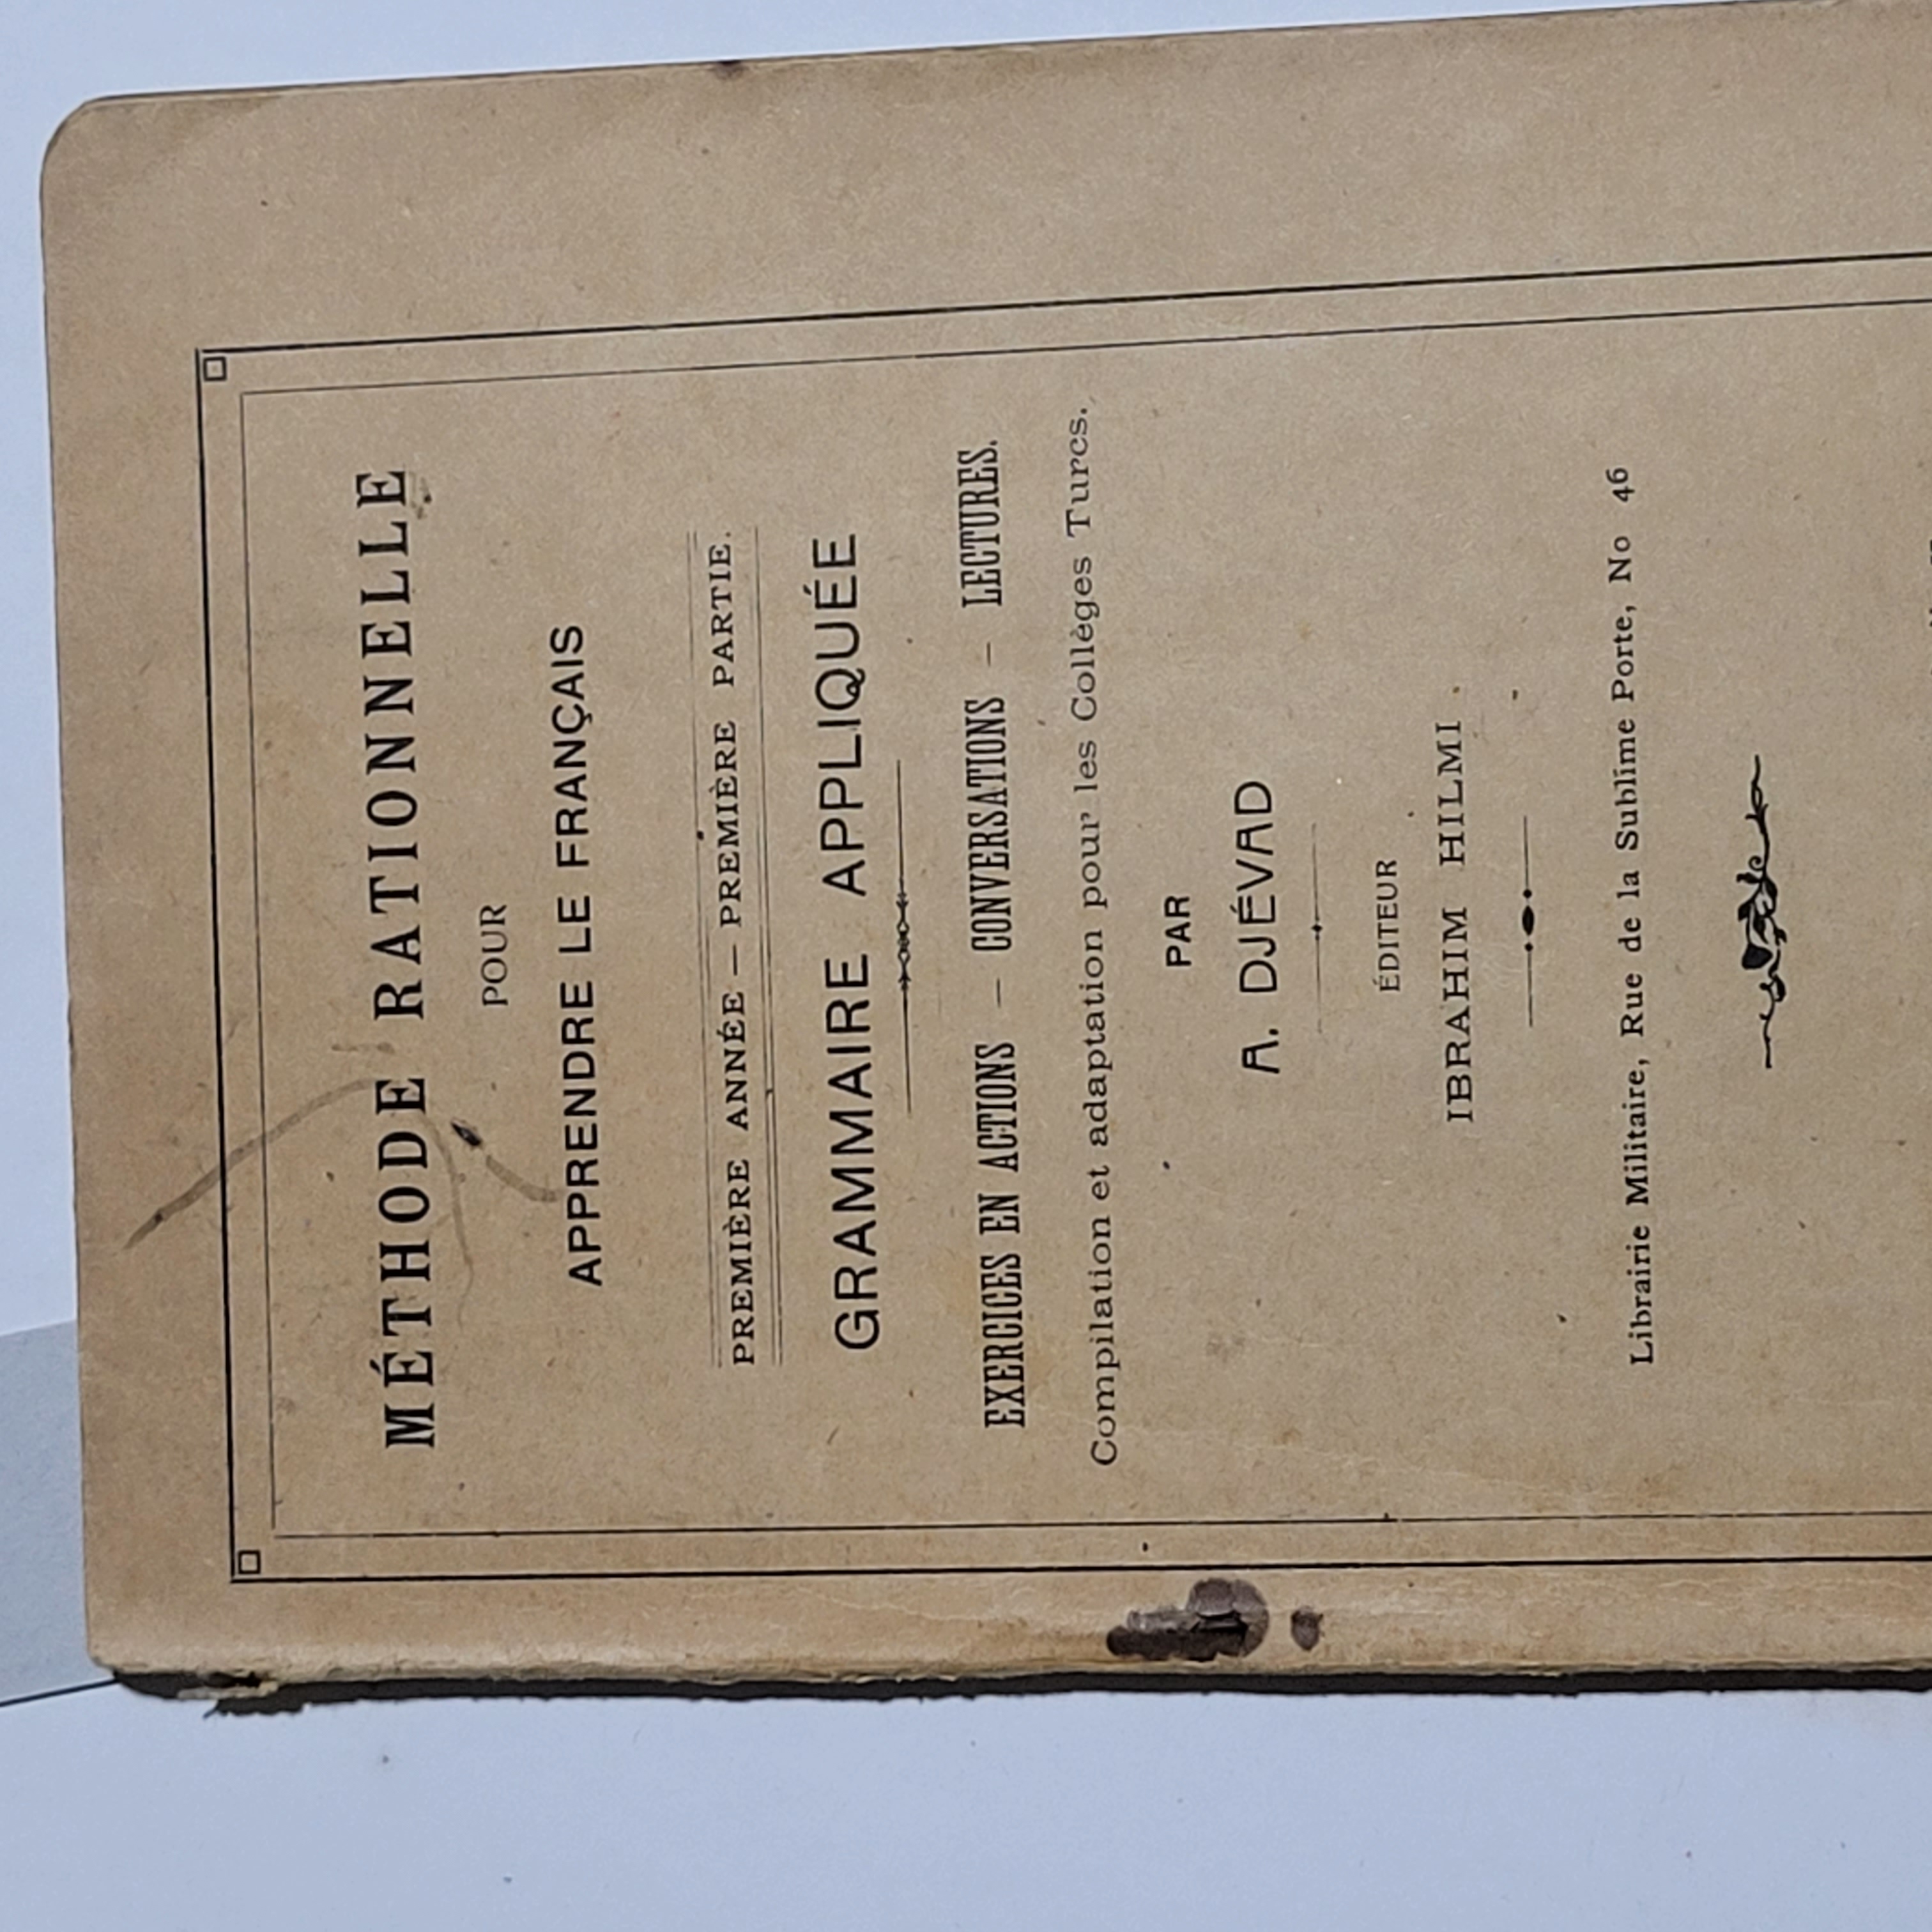 MÉTHODE RATIONNELLE
POUR
APPRENDRE LE FRANÇAIS
PREMIÈRE ANNÉE — PREMIÈRE PARTIE.
GRAMMAIRE APPLIQUÉE
EXERCICES EN ACTIONS — CONVERSATIONS — LECTURES.
Compilation et adaptation pour les Collèges Turcs.
PAR
A. DJÉVAD
ÉDITEUR
IBRAHIM HILMI
Librairie Militaire, Rue de la Sublime Porte, No 46